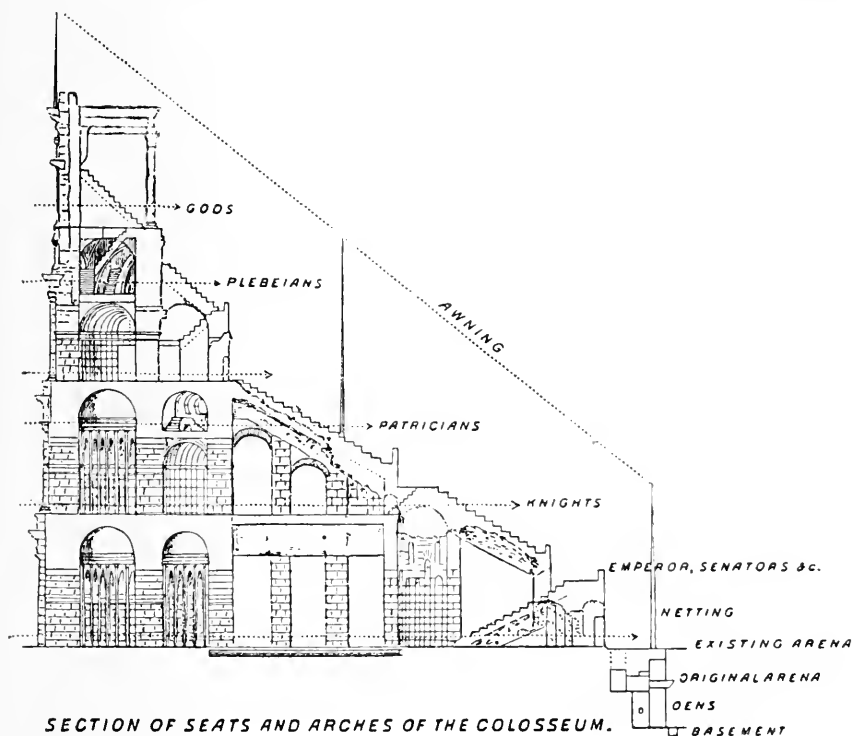 GODS
PLEBEIANS
AWNING
PATRICIANS
KNIGHTS
EMPEROR, SENATORS &c.
NETTING
EXISTING ARENA
ORIGINAL ARENA
DENS
BASEMENT
SECTION OF SEATS AND ARCHES OF THE COLOSSEUM.